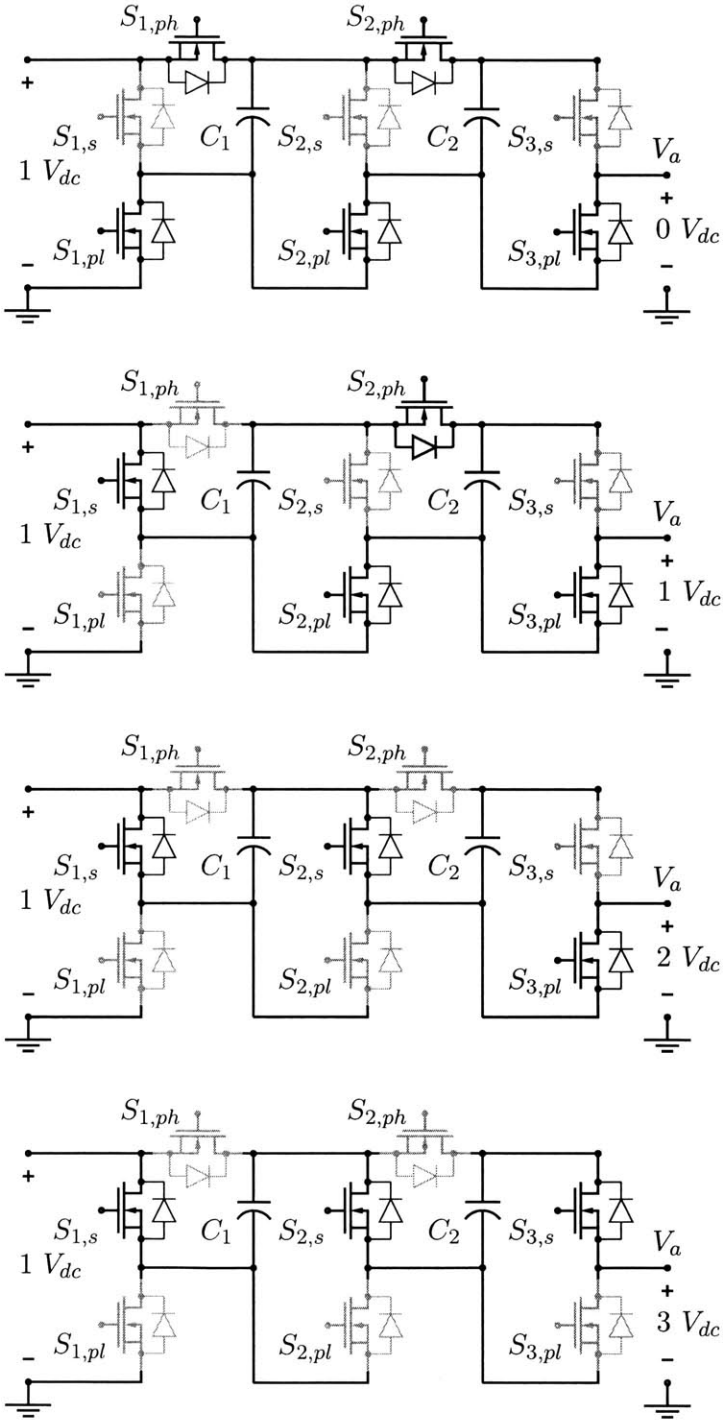 S1,ph S2,ph
+
S1,s C1 S2,s C2 S3,s Va
1 Vdc +
S1,pl S2,pl S3,pl 0 Vdc
− −
S1,ph S2,ph
+
S1,s C1 S2,s C2 S3,s Va
1 Vdc +
S1,pl S2,pl S3,pl 1 Vdc
− −
S1,ph S2,ph
+
S1,s C1 S2,s C2 S3,s Va
1 Vdc +
S1,pl S2,pl S3,pl 2 Vdc
− −
S1,ph S2,ph
+
S1,s C1 S2,s C2 S3,s Va
1 Vdc +
S1,pl S2,pl S3,pl 3 Vdc
− −